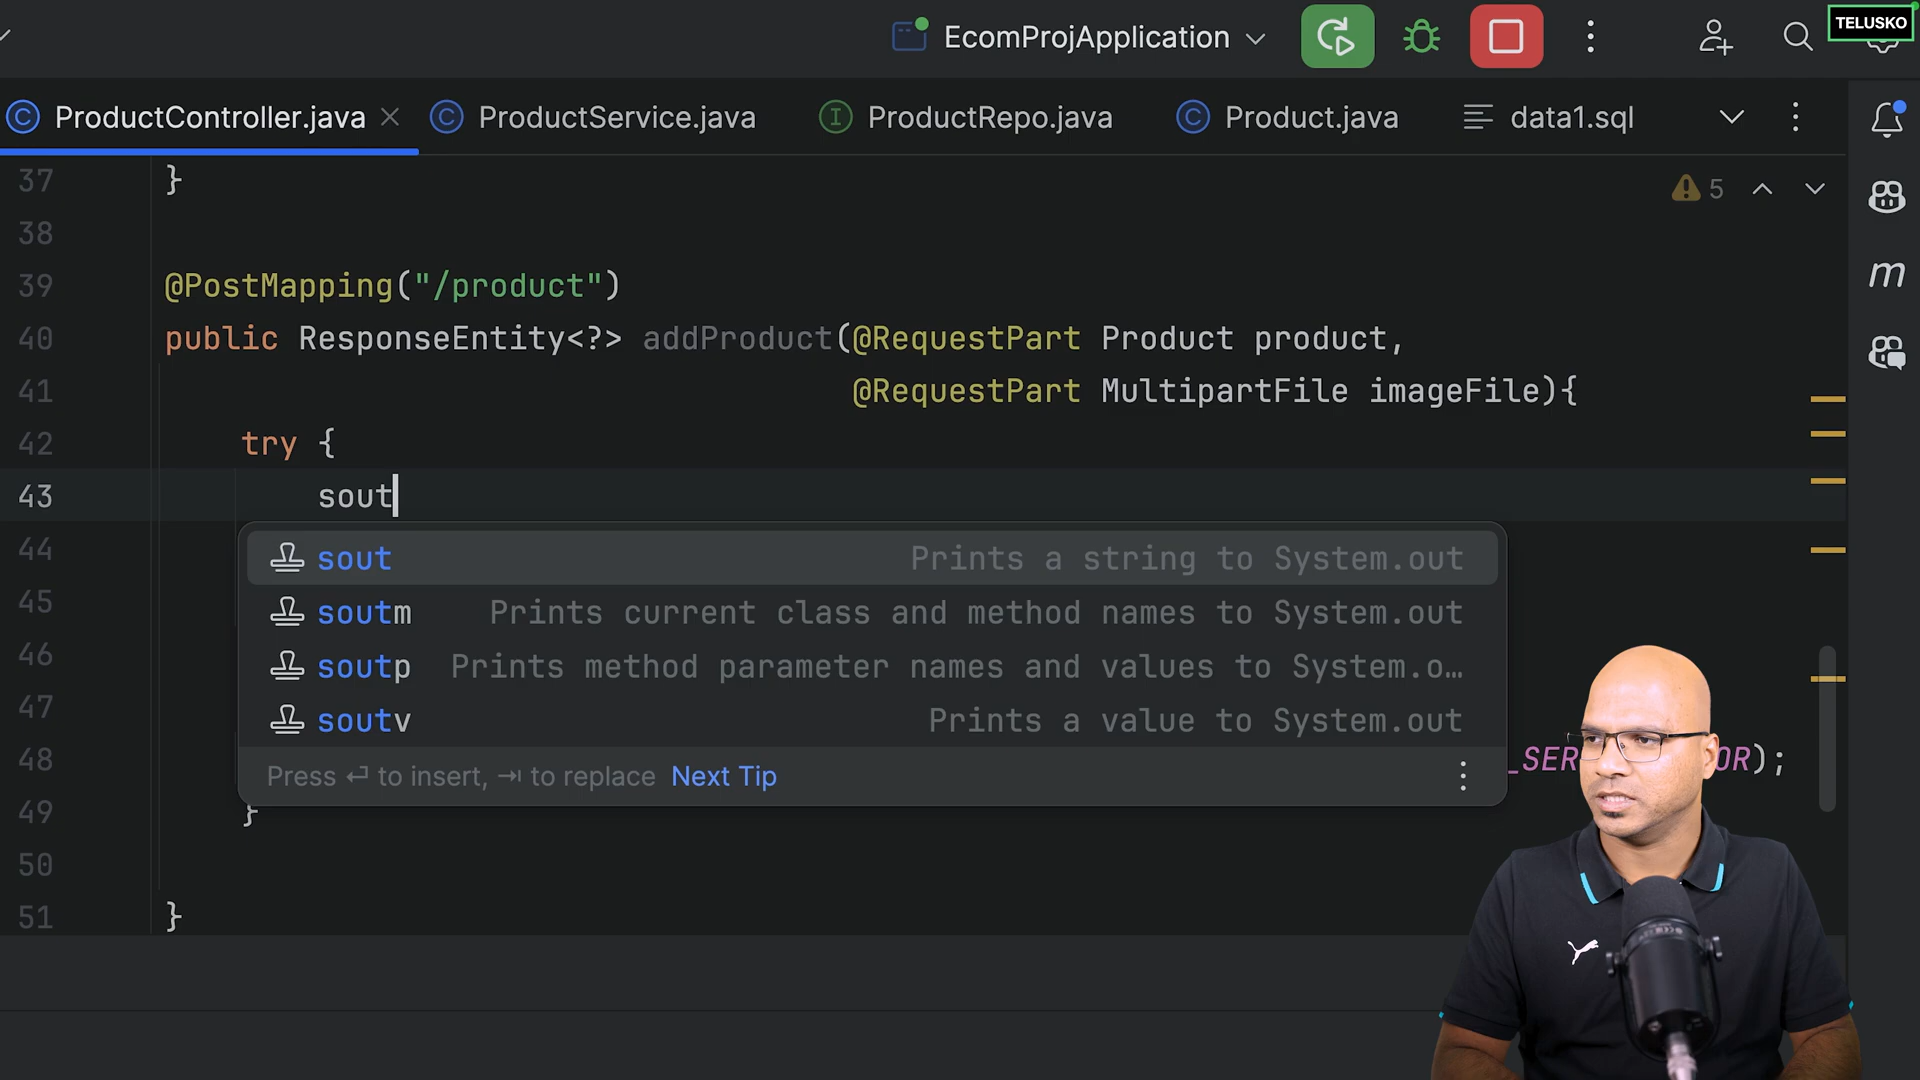 EcomProjApplication
TELUSKO
ProductController.java
ProductService.java
ProductRepo.java
Product.java
data1.sql
37 }
5
38
39 @PostMapping("/product")
40 public ResponseEntity<?> addProduct(@RequestPart Product product,
41 @RequestPart MultipartFile imageFile){
42 try {
43 sout
44
sout Prints a string to System.out
45
soutm Prints current class and method names to System.out
46
soutp Prints method parameter names and values to System.o…
47
soutv Prints a value to System.out
48
_SER OR);
Press ⏎ to insert, ⇥ to replace Next Tip
49 }
50
51 }
m